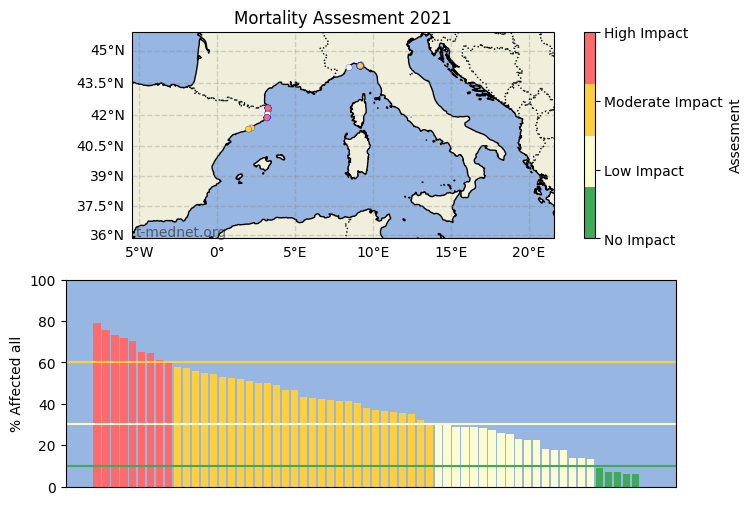 Mortality Assesment 2021
45°N
43.5°N
42°N
40.5°N
39°N
37.5°N
36°N
t-mednet.org
5°W
0°
5°E
10°E
15°E
20°E
High Impact
Moderate Impact
Low Impact
No Impact
Assesment
100
80
60
40
20
0
% Affected all